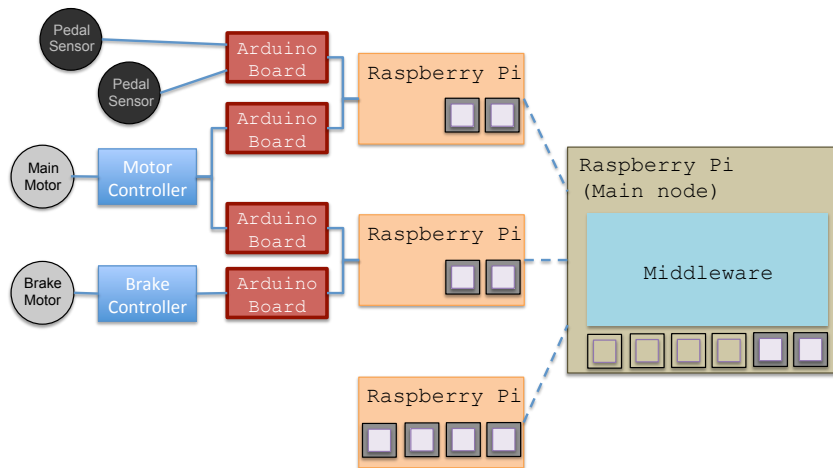 Pedal
Sensor
Pedal
Sensor
Arduino
Board
Raspberry Pi
Arduino
Board
Main
Motor
Motor
Controller
Raspberry Pi
(Main node)
Middleware
Arduino
Board
Raspberry Pi
Brake
Motor
Brake
Controller
Arduino
Board
Raspberry Pi